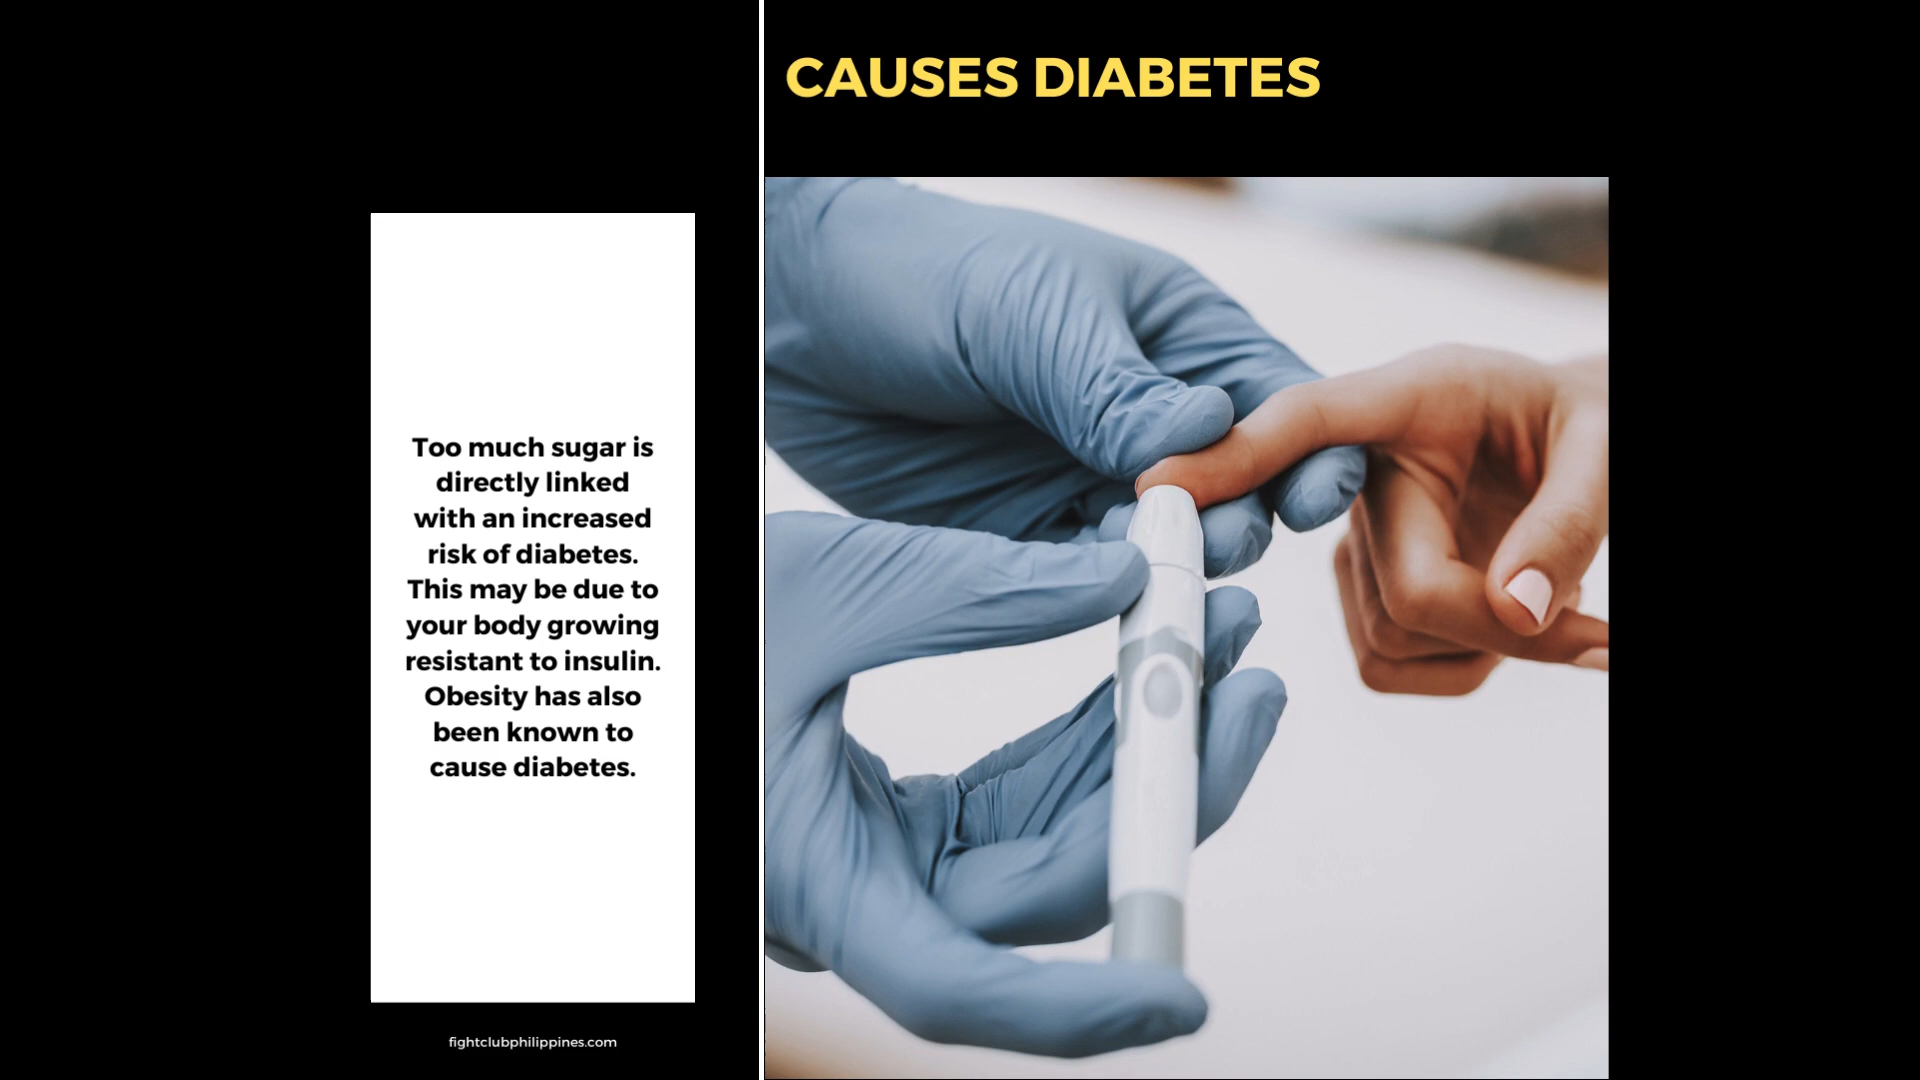 CAUSES DIABETES
Too much sugar is
directly linked
with an increased
risk of diabetes.
This may be due to
your body growing
resistant to insulin.
Obesity has also
been known to
cause diabetes.
fightclubphilippines.com